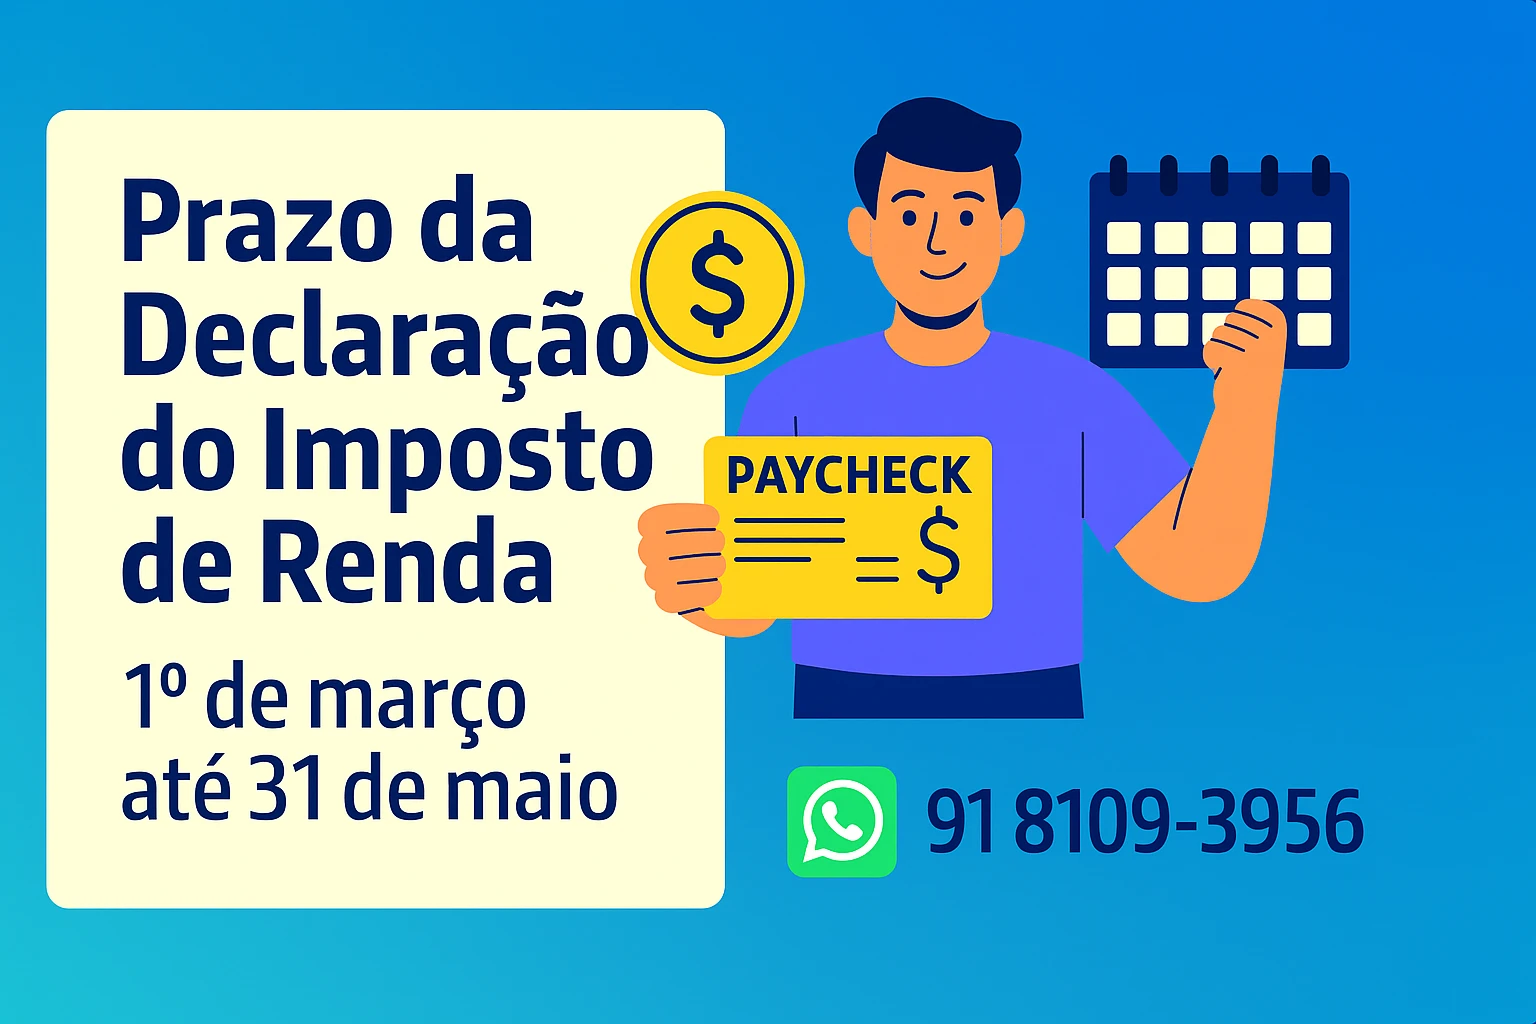 Prazo da
Declaração
do Imposto
de Renda
1º de março
até 31 de maio
$
PAYCHECK
$
91 8109-3956